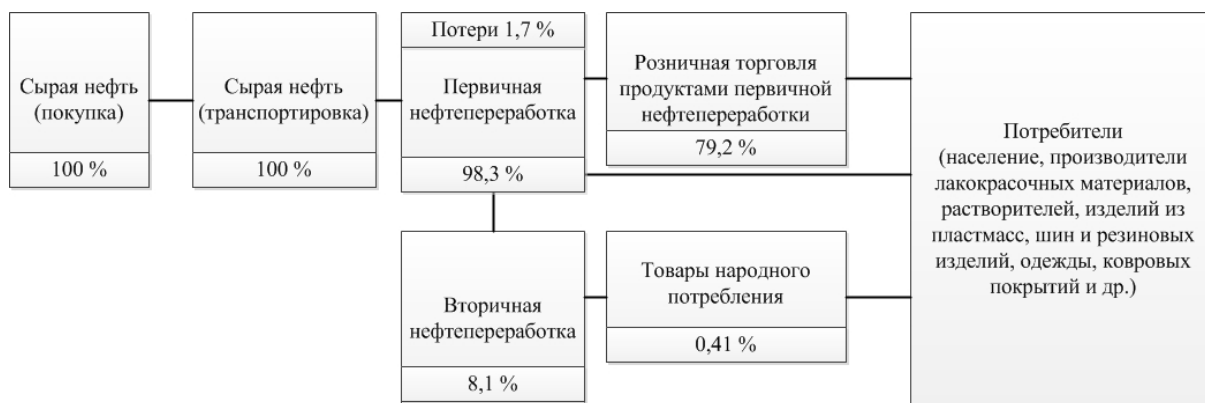 Сырая нефть
(покупка)
100 %
Сырая нефть
(транспортировка)
100 %
Потери 1,7 %
Первичная
нефтепереработка
98,3 %
Розничная торговля
продуктами первичной
нефтепереработки
79,2 %
Вторичная
нефтепереработка
8,1 %
Товары народного
потребления
0,41 %
Потребители
(население, производители
лакокрасочных материалов,
растворителей, изделий из
пластмасс, шин и резиновых
изделий, одежды, ковровых
покрытий и др.)